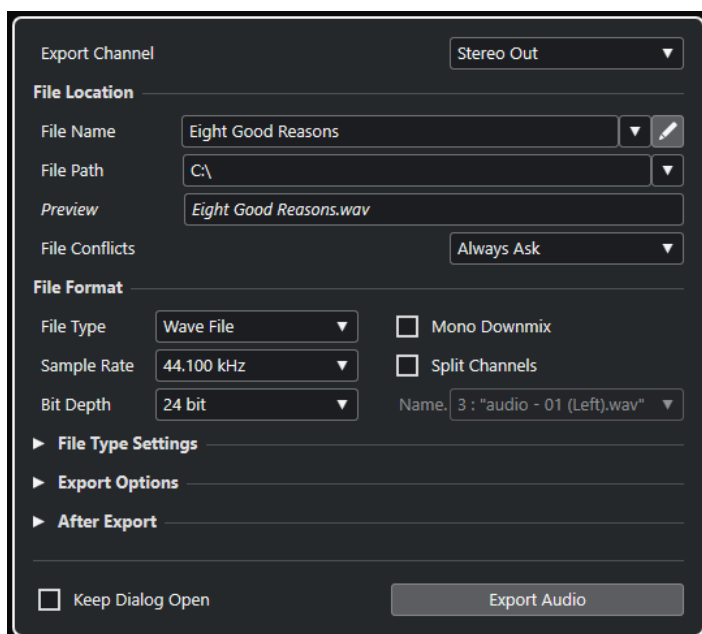 Export Channel Stereo Out
File Location
File Name Eight Good Reasons
File Path C:\
Preview Eight Good Reasons.wav
File Conflicts Always Ask
File Format
File Type Wave File Mono Downmix
Sample Rate 44.100 kHz Split Channels
Bit Depth 24 bit Name. 3 : "audio - 01 (Left).wav"
File Type Settings
Export Options
After Export
Keep Dialog Open Export Audio